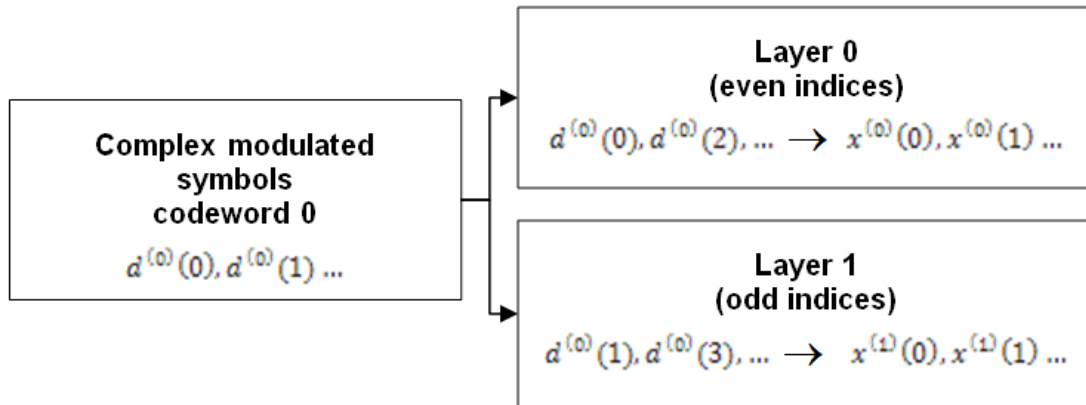 Complex modulated
symbols
codeword 0
d⁽⁰⁾(0), d⁽⁰⁾(1) ...
Layer 0
(even indices)
d⁽⁰⁾(0), d⁽⁰⁾(2), ... → x⁽⁰⁾(0), x⁽⁰⁾(1) ...
Layer 1
(odd indices)
d⁽⁰⁾(1), d⁽⁰⁾(3), ... → x⁽¹⁾(0), x⁽¹⁾(1) ...